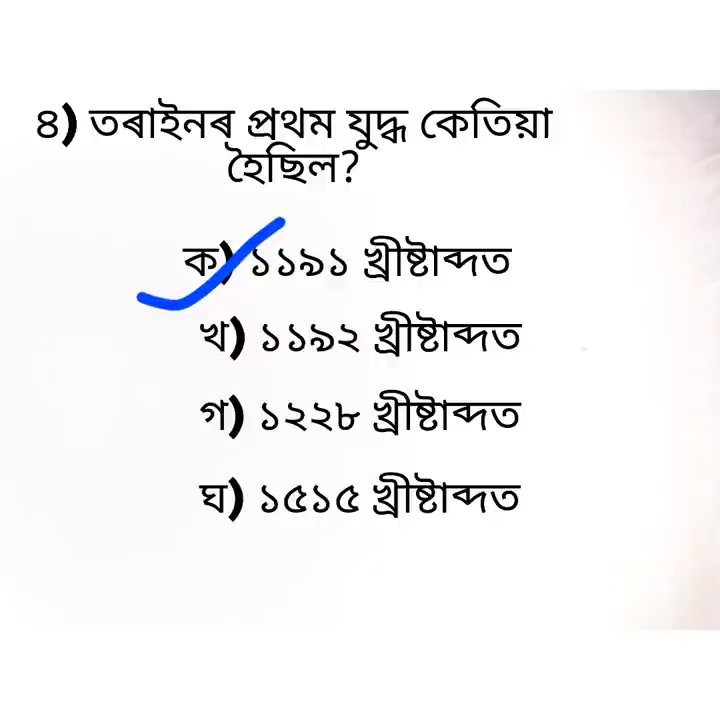 ৪) তৰাইনৰ প্ৰথম যুদ্ধ কেতিয়া
হৈছিল?
ক) ১১৯১ খ্ৰীষ্টাব্দত
খ) ১১৯২ খ্ৰীষ্টাব্দত
গ) ১২২৮ খ্ৰীষ্টাব্দত
ঘ) ১৫১৫ খ্ৰীষ্টাব্দত